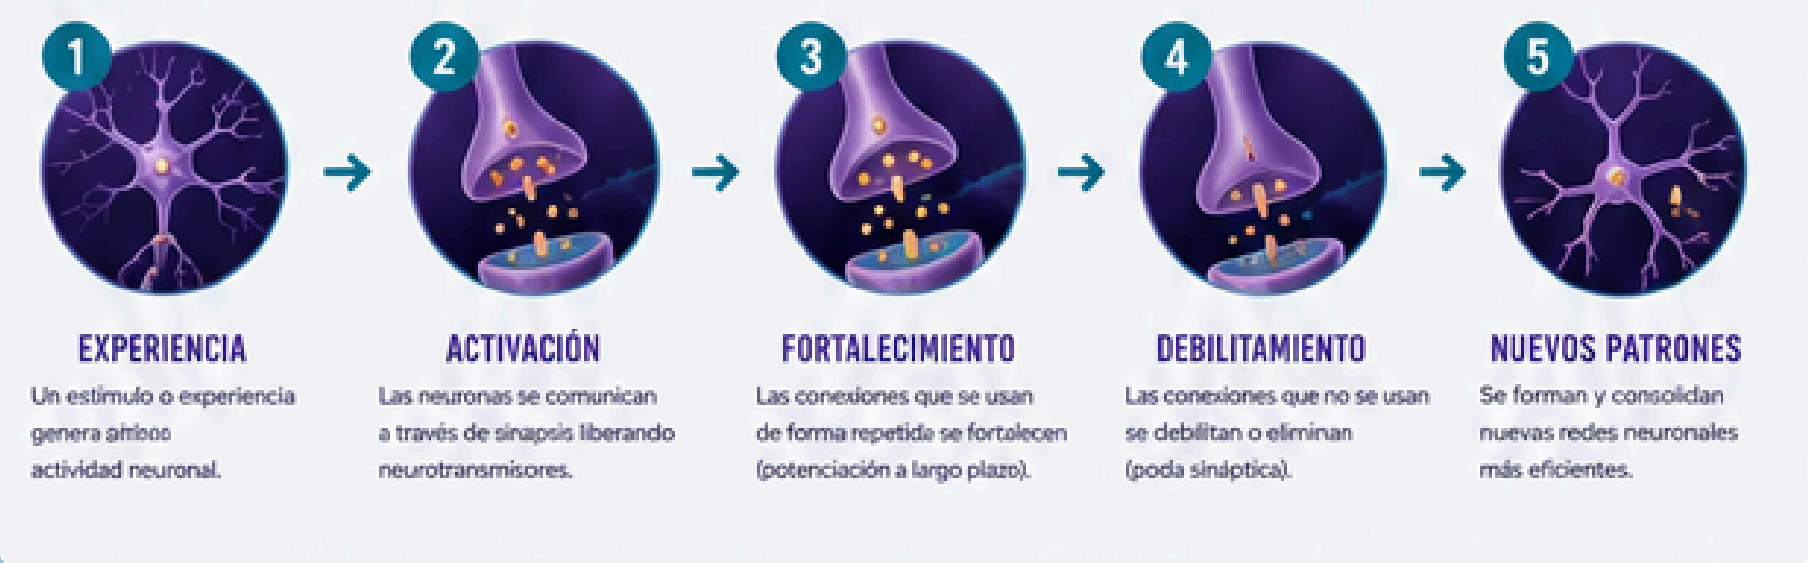 1
EXPERIENCIA
Un estímulo o experiencia
genera
actividad neuronal.
2
ACTIVACIÓN
Las neuronas se comunican
a través de sinapsis liberando
neurotransmisores.
3
FORTALECIMIENTO
Las conexiones que se usan
de forma repetida se fortalecen
(potenciación a largo plazo).
4
DEBILITAMIENTO
Las conexiones que no se usan
se debilitan o eliminan
(poda sináptica).
5
NUEVOS PATRONES
Se forman y consolidan
nuevas redes neuronales
más eficientes.